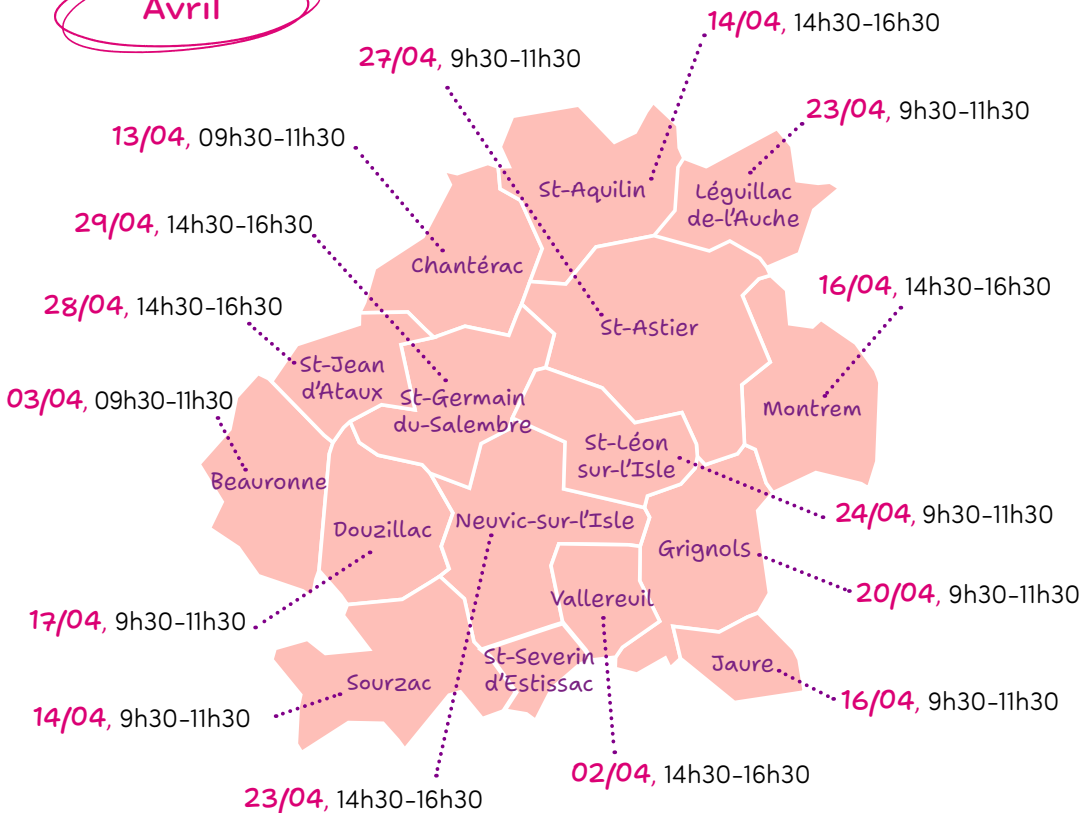 Avril
14/04, 14h30-16h30
27/04, 9h30-11h30
23/04, 9h30-11h30
13/04, 09h30-11h30
St-Aquilin
Léguillac
de-l'Auche
29/04, 14h30-16h30
Chantérac
16/04, 14h30-16h30
28/04, 14h30-16h30
St-Astier
St-Jean
d'Ataux
03/04, 09h30-11h30
St-Germain
du-Salembre
Montrem
St-Léon
sur-l'Isle
Beauronne
24/04, 9h30-11h30
Douzillac
Neuvic-sur-l'Isle
Grignols
20/04, 9h30-11h30
Vallereuil
17/04, 9h30-11h30
St-Severin
d'Estissac
Jaure
Sourzac
16/04, 9h30-11h30
14/04, 9h30-11h30
02/04, 14h30-16h30
23/04, 14h30-16h30